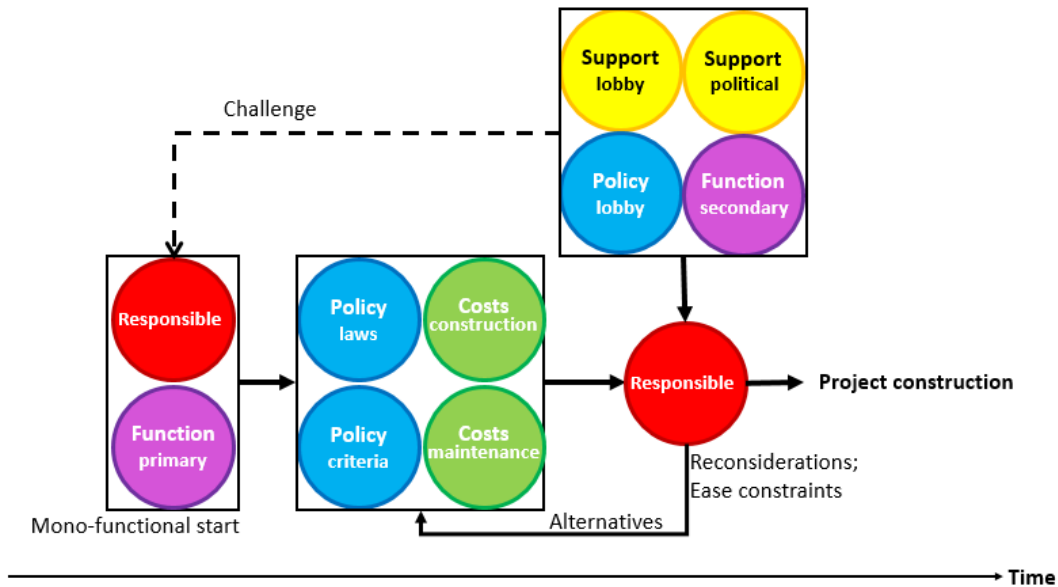 Support
lobby
Support
political
Challenge
Policy
lobby
Function
secondary
Responsible
Policy
laws
Costs
construction
Responsible
Project construction
Function
primary
Policy
criteria
Costs
maintenance
Reconsiderations;
Ease constraints
Mono-functional start
Alternatives
Time